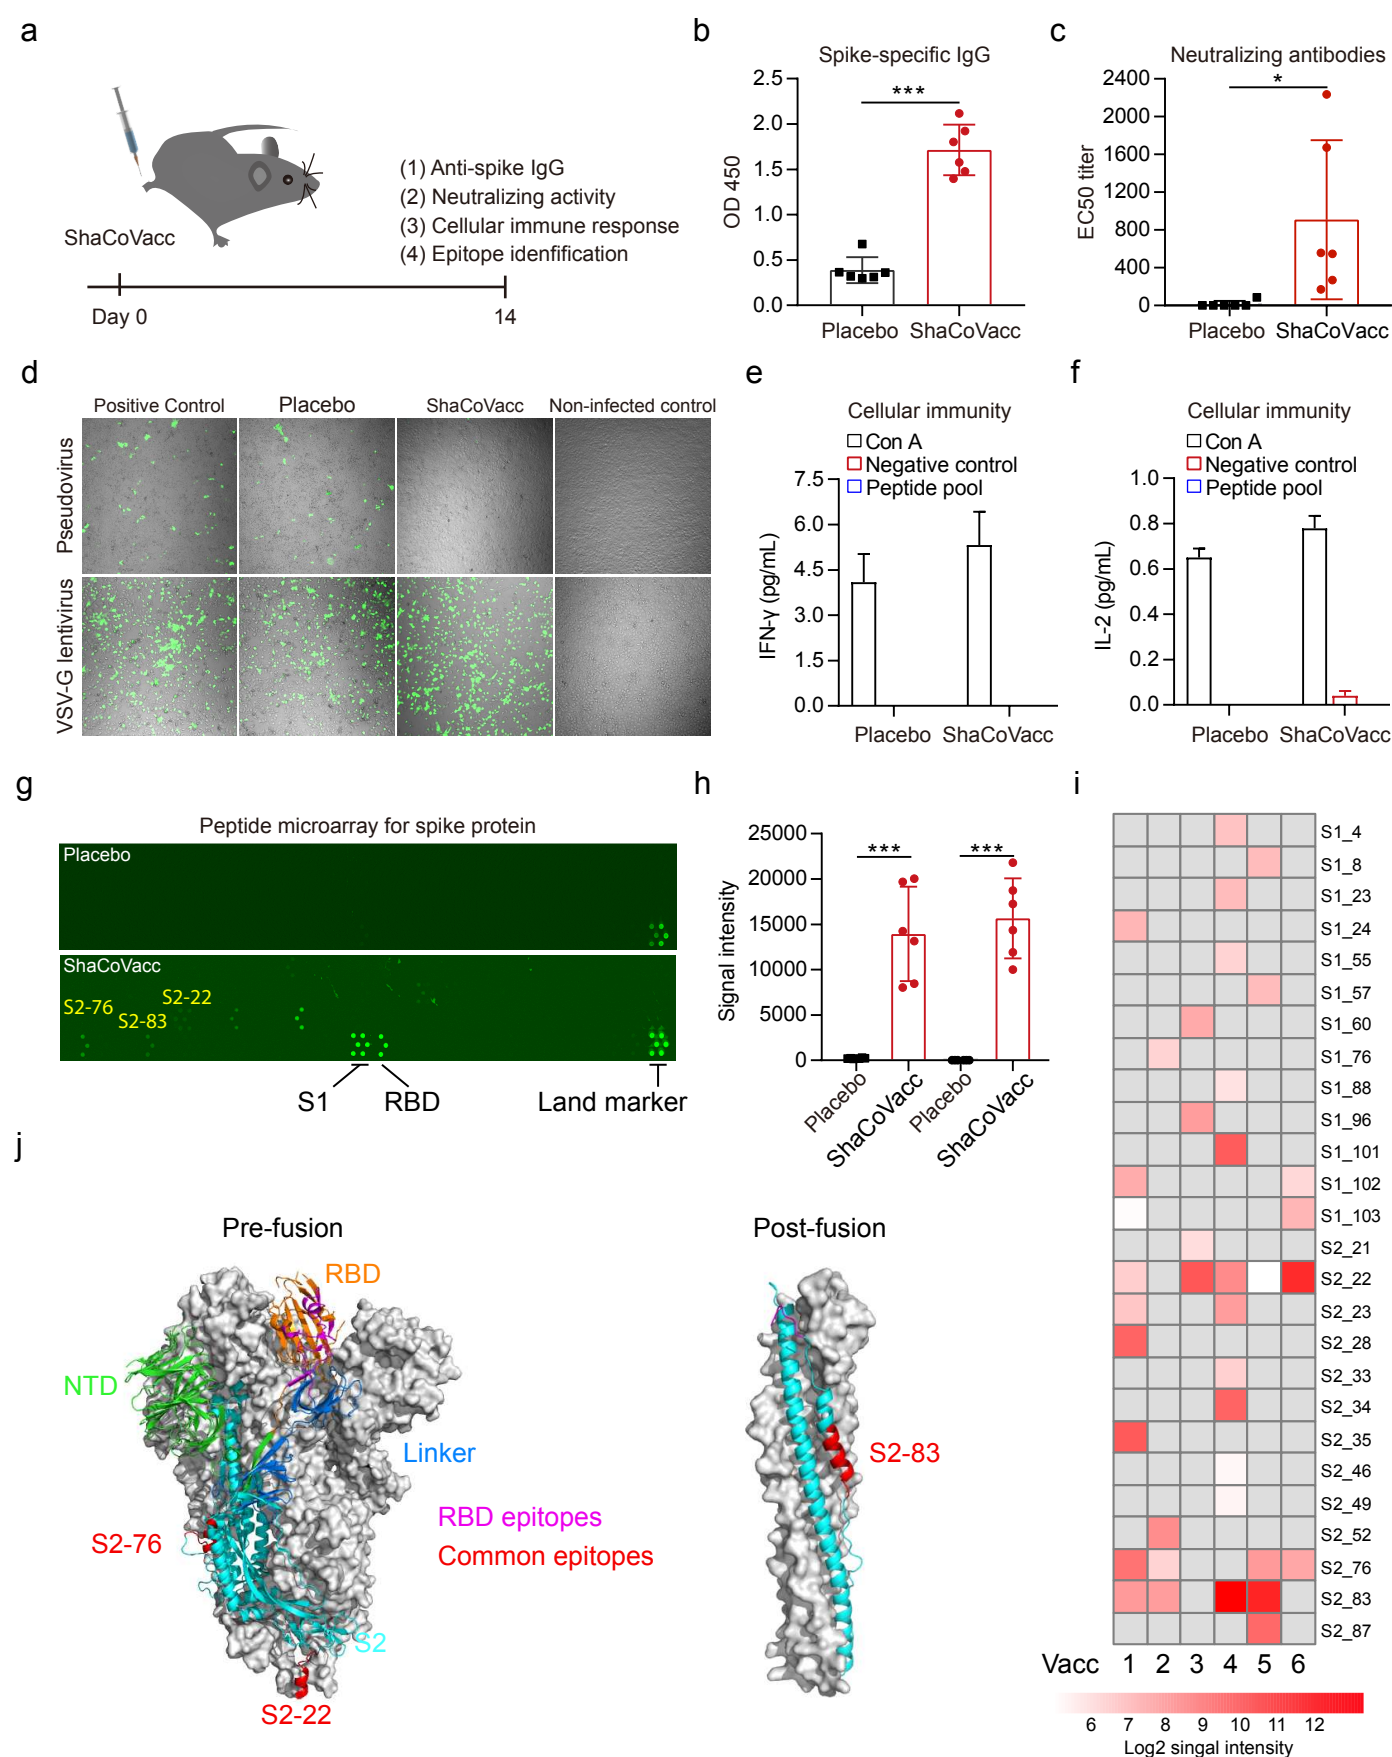 a
ShaCoVacc
(1) Anti-spike IgG
(2) Neutralizing activity
(3) Cellular immune response
(4) Epitope idenfification
Day 0
14
b
Spike-specific IgG
***
OD 450
2.5
2.0
1.5
1.0
0.5
0.0
Placebo ShaCoVacc
c
Neutralizing antibodies
*
EC50 titer
2400
2000
1600
1200
800
400
0
Placebo ShaCoVacc
d
Positive Control Placebo ShaCoVacc Non-infected control
Pseudovirus
VSV-G lentivirus
e
Cellular immunity
Con A
Negative control
Peptide pool
IFN-γ (pg/mL)
7.5
6.0
4.5
3.0
1.5
0.0
Placebo ShaCoVacc
f
Cellular immunity
Con A
Negative control
Peptide pool
IL-2 (pg/mL)
1.0
0.8
0.6
0.4
0.2
0.0
Placebo ShaCoVacc
g
Peptide microarray for spike protein
Placebo
ShaCoVacc
S2-76
S2-83
S2-22
S1 RBD Land marker
h
Signal intensity
25000
20000
15000
10000
5000
0
*** ***
Placebo
ShaCoVacc
Placebo
ShaCoVacc
i
S1_4
S1_8
S1_23
S1_24
S1_55
S1_57
S1_60
S1_76
S1_88
S1_96
S1_101
S1_102
S1_103
S2_21
S2_22
S2_23
S2_28
S2_33
S2_34
S2_35
S2_46
S2_49
S2_52
S2_76
S2_83
S2_87
Vacc 1 2 3 4 5 6
6 7 8 9 10 11 12
Log2 singal intensity
j
Pre-fusion
RBD
NTD
Linker
RBD epitopes
Common epitopes
S2-76
S2
S2-22
Post-fusion
S2-83